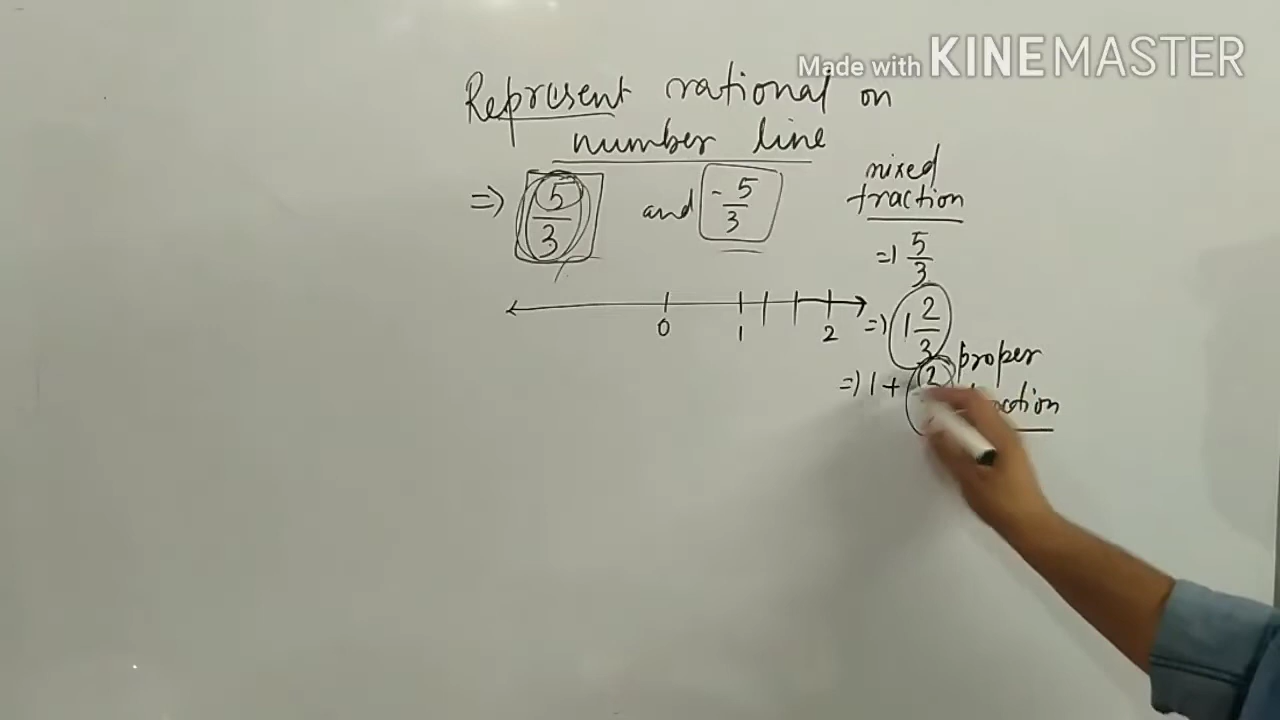 Made with KINEMASTER
Represent rational on
number line
=> 5/3 and -5/3
mixed
fraction
=> 5/3
0 1 2
=> 1 2/3
proper
=> 1 + 2